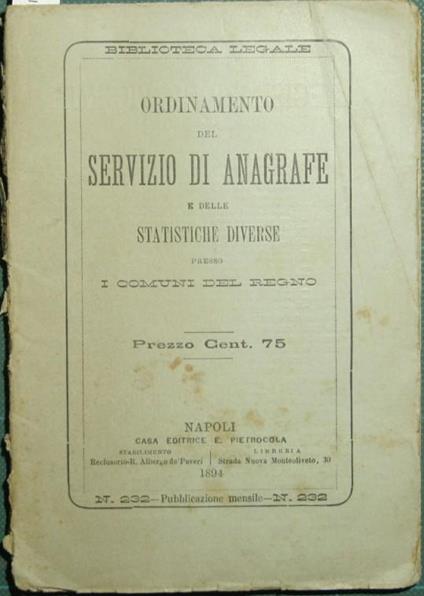 BIBLIOTECA LEGALE
ORDINAMENTO
DEL
SERVIZIO DI ANAGRAFE
E DELLE
STATISTICHE DIVERSE
PRESSO
I COMUNI DEL REGNO
Prezzo Cent. 75
NAPOLI
CASA EDITRICE E. PIETROCOLA
STABILIMENTO
Reclusorio-R. Albergo de' Poveri
LIBRERIA
Strada Nuova Monteoliveto, 30
1894
N. 232—Pubblicazione mensile—N. 232